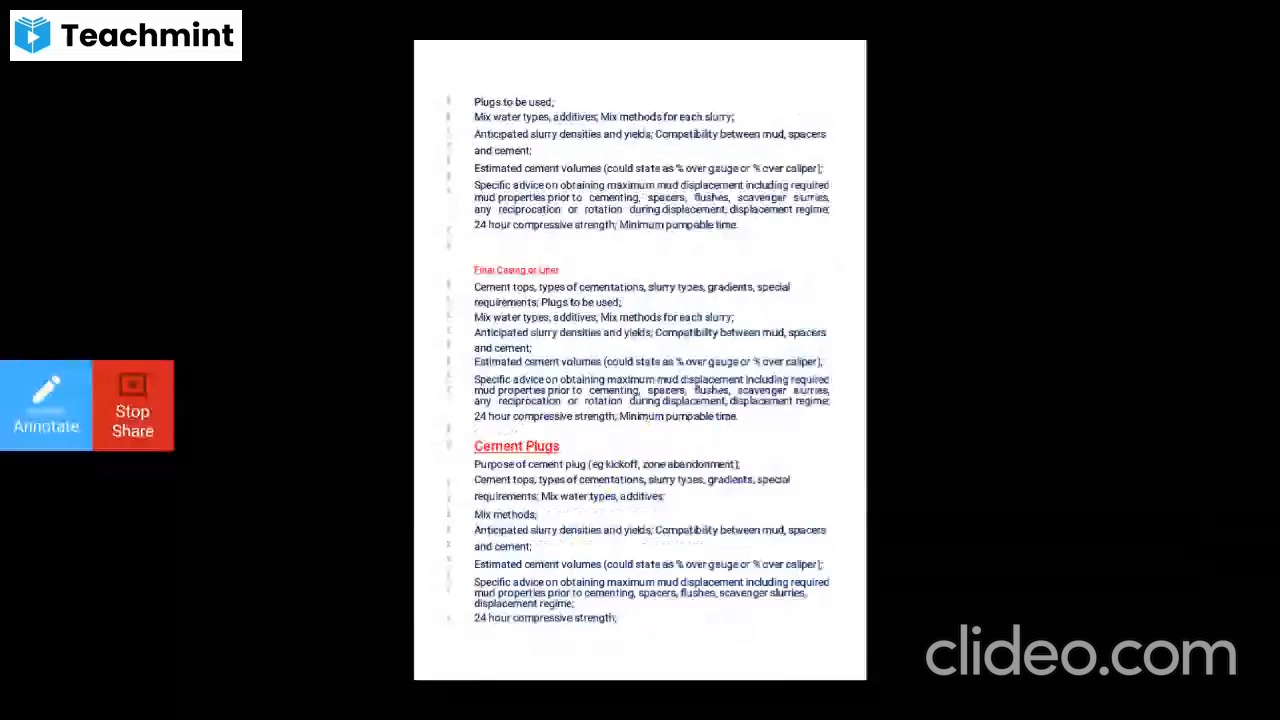 Teachmint
Plugs to be used;
Mix water types, additives; Mix methods for each slurry;
Anticipated slurry densities and yields; Compatibility between mud, spacers
and cement;
Estimated cement volumes (could state as % over gauge or % over caliper);
Specific advice on obtaining maximum mud displacement including required
mud properties prior to cementing, spacers, flushes, scavenger slurries,
any reciprocation or rotation during displacement, displacement regime;
24 hour compressive strength; Minimum pumpable time.
Final Casing or Liner
Cement tops, types of cementations, slurry types, gradients, special
requirements; Plugs to be used;
Mix water types, additives; Mix methods for each slurry;
Anticipated slurry densities and yields; Compatibility between mud, spacers
and cement;
Estimated cement volumes (could state as % over gauge or % over caliper);
Specific advice on obtaining maximum mud displacement including required
mud properties prior to cementing, spacers, flushes, scavenger slurries,
any reciprocation or rotation during displacement, displacement regime;
24 hour compressive strength; Minimum pumpable time.
Annotate
Stop
Share
Cement Plugs
Purpose of cement plug (eg kickoff, zone abandonment);
Cement tops, types of cementations, slurry types, gradients, special
requirements; Mix water types, additives;
Mix methods;
Anticipated slurry densities and yields; Compatibility between mud, spacers
and cement;
Estimated cement volumes (could state as % over gauge or % over caliper);
Specific advice on obtaining maximum mud displacement including required
mud properties prior to cementing, spacers, flushes, scavenger slurries,
displacement regime;
24 hour compressive strength;
clideo.com